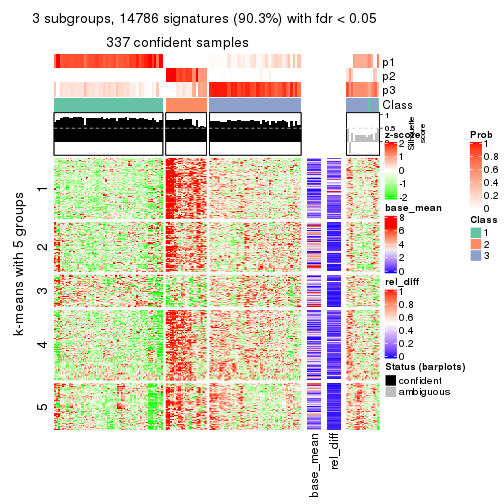 3 subgroups, 14786 signatures (90.3%) with fdr < 0.05
337 confident samples
p1
p2
p3
Class
1
0.5
0
Silhouette
score
k-means with 5 groups
1
2
3
4
5
base_mean
rel_diff
z-score
2
1
0
-1
-2
base_mean
8
6
4
2
0
rel_diff
1
0.8
0.6
0.4
0.2
0
Status (barplots)
confident
ambiguous
Prob
1
0.8
0.6
0.4
0.2
0
Class
1
2
3